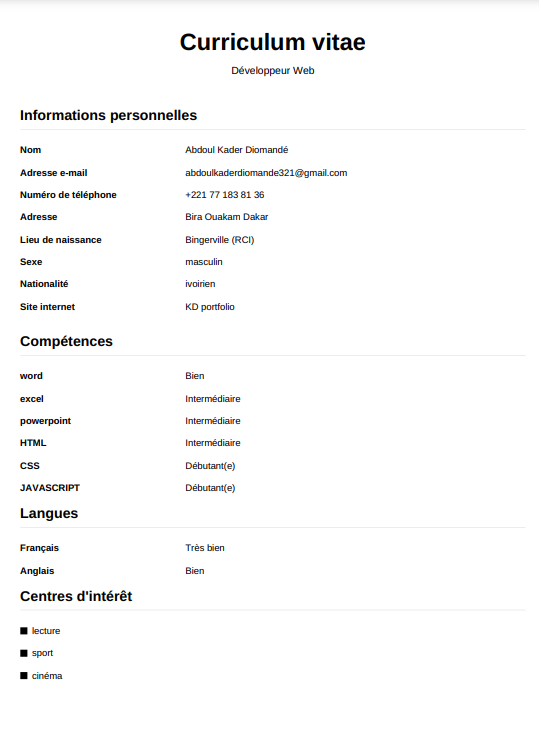 Curriculum vitae
Développeur Web
Informations personnelles
Nom Abdoul Kader Diomandé
Adresse e-mail abdoulkaderdiomande321@gmail.com
Numéro de téléphone +221 77 183 81 36
Adresse Bira Ouakam Dakar
Lieu de naissance Bingerville (RCI)
Sexe masculin
Nationalité ivoirien
Site internet KD portfolio
Compétences
word Bien
excel Intermédiaire
powerpoint Intermédiaire
HTML Intermédiaire
CSS Débutant(e)
JAVASCRIPT Débutant(e)
Langues
Français Très bien
Anglais Bien
Centres d'intérêt
lecture
sport
cinéma